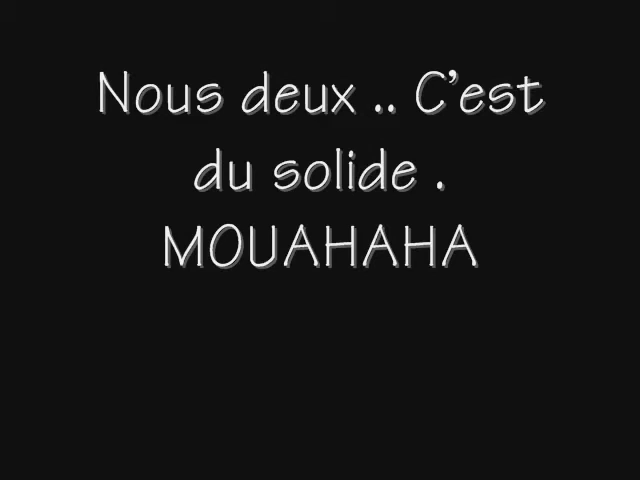 Nous deux .. C’est
du solide .
MOUAHAHA